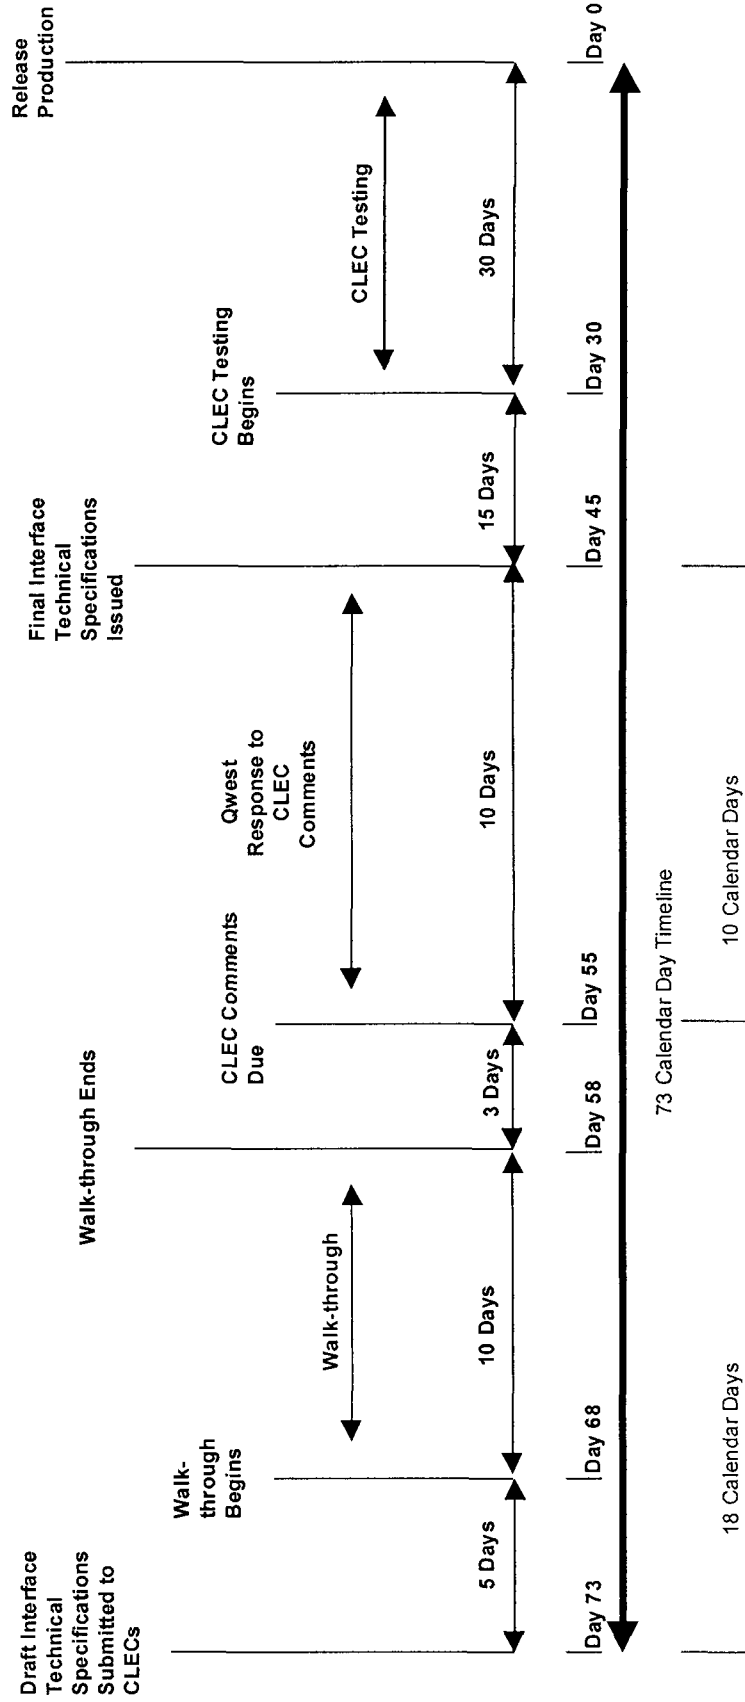 Draft Interface
Technical
Specifications
Submitted to
CLECs
Walk-
through
Begins
Walk-through Ends
CLEC Comments
Due
Final Interface
Technical
Specifications
Issued
CLEC Testing
Begins
Release
Production
Walk-through
Qwest
Response to
CLEC
Comments
CLEC Testing
5 Days
10 Days
3 Days
10 Days
15 Days
30 Days
Day 73
Day 68
Day 58
Day 55
Day 45
Day 30
Day 0
73 Calendar Day Timeline
18 Calendar Days
10 Calendar Days